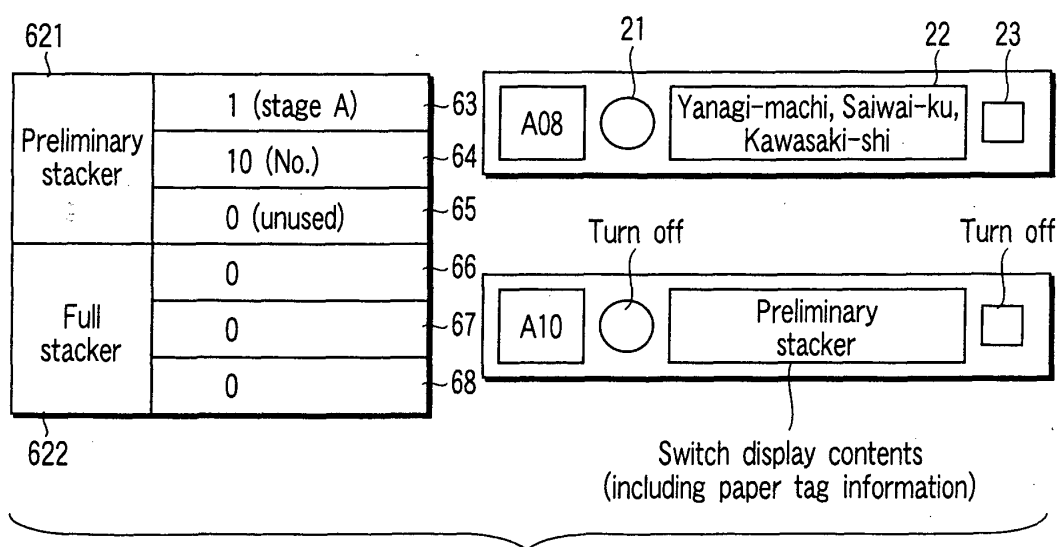 621
Preliminary
stacker
1 (stage A)
63
10 (No.)
64
0 (unused)
65
Full
stacker
0
66
0
67
0
68
622
21
22
23
A08
Yanagi-machi, Saiwai-ku,
Kawasaki-shi
Turn off
Turn off
A10
Preliminary
stacker
Switch display contents
(including paper tag information)